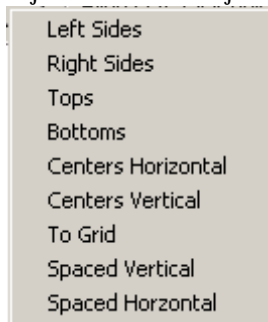 Left Sides
Right Sides
Tops
Bottoms
Centers Horizontal
Centers Vertical
To Grid
Spaced Vertical
Spaced Horzontal